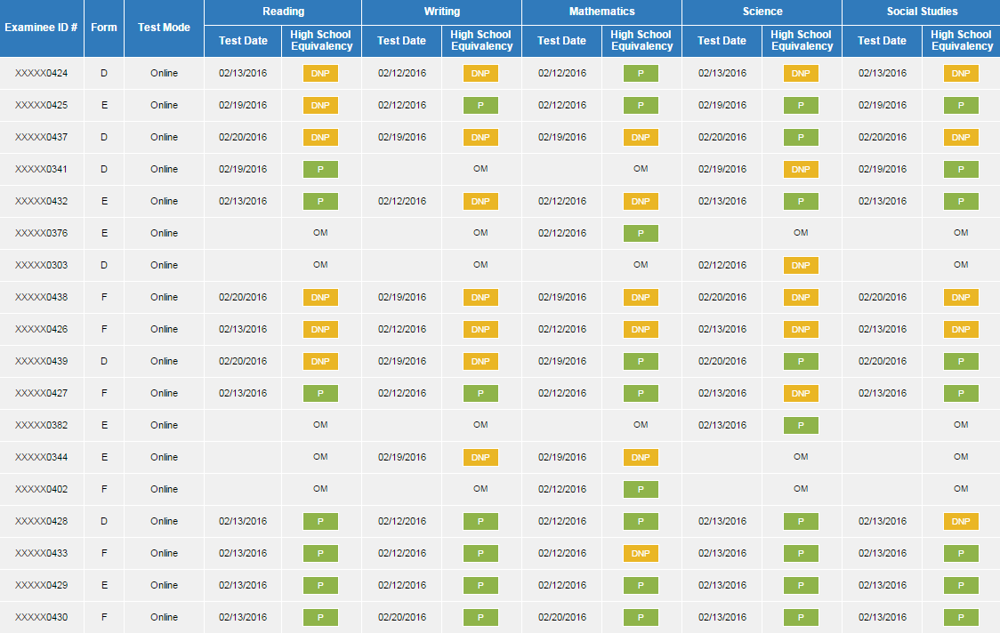 Examinee ID # Form Test Mode Reading Writing Mathematics Science Social Studies
Test Date High School Equivalency Test Date High School Equivalency Test Date High School Equivalency Test Date High School Equivalency Test Date High School Equivalency
XXXXX0424 D Online 02/13/2016 DNP 02/12/2016 DNP 02/12/2016 P 02/13/2016 DNP 02/13/2016 DNP
XXXXX0425 E Online 02/19/2016 DNP 02/12/2016 P 02/12/2016 P 02/19/2016 P 02/19/2016 P
XXXXX0437 D Online 02/20/2016 DNP 02/19/2016 DNP 02/19/2016 DNP 02/20/2016 P 02/20/2016 DNP
XXXXX0341 D Online 02/19/2016 P OM OM 02/19/2016 DNP 02/19/2016 P
XXXXX0432 E Online 02/13/2016 P 02/12/2016 DNP 02/12/2016 DNP 02/13/2016 P 02/13/2016 P
XXXXX0376 E Online OM OM 02/12/2016 P OM OM
XXXXX0303 D Online OM OM OM 02/12/2016 DNP OM
XXXXX0438 F Online 02/20/2016 DNP 02/19/2016 DNP 02/19/2016 DNP 02/20/2016 DNP 02/20/2016 DNP
XXXXX0426 F Online 02/13/2016 DNP 02/12/2016 DNP 02/12/2016 DNP 02/13/2016 DNP 02/13/2016 DNP
XXXXX0439 D Online 02/20/2016 DNP 02/19/2016 DNP 02/19/2016 P 02/20/2016 P 02/20/2016 P
XXXXX0427 F Online 02/13/2016 P 02/12/2016 P 02/12/2016 P 02/13/2016 DNP 02/13/2016 P
XXXXX0382 E Online OM OM OM 02/13/2016 P OM
XXXXX0344 E Online OM 02/19/2016 DNP 02/19/2016 DNP OM OM
XXXXX0402 F Online OM OM 02/12/2016 P OM OM
XXXXX0428 D Online 02/13/2016 P 02/12/2016 P 02/12/2016 P 02/13/2016 P 02/13/2016 DNP
XXXXX0433 F Online 02/13/2016 P 02/12/2016 P 02/12/2016 DNP 02/13/2016 P 02/13/2016 P
XXXXX0429 E Online 02/13/2016 P 02/12/2016 P 02/12/2016 P 02/13/2016 P 02/13/2016 P
XXXXX0430 F Online 02/13/2016 P 02/20/2016 P 02/20/2016 P 02/13/2016 P 02/13/2016 P